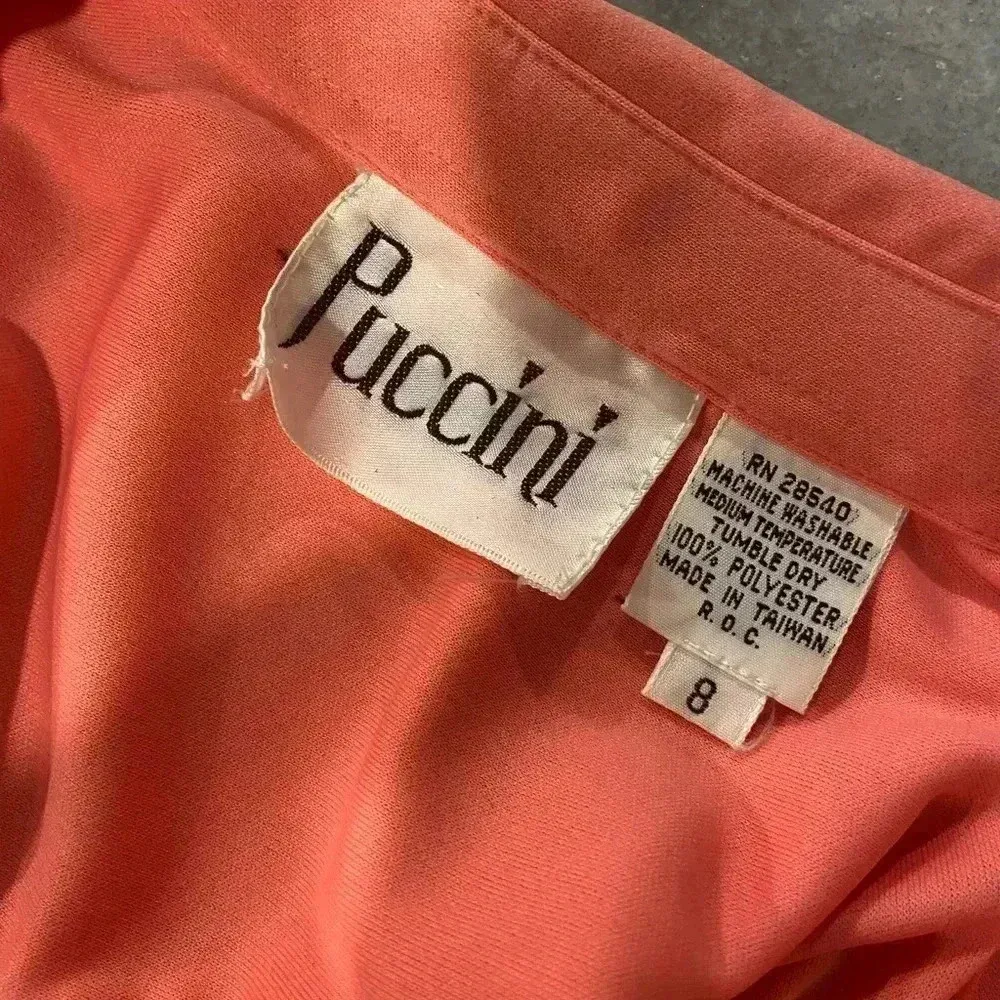 Puccini
RN 28540
MACHINE WASHABLE
MEDIUM TEMPERATURE
TUMBLE DRY
100% POLYESTER
MADE IN TAIWAN
R. O. C.
8